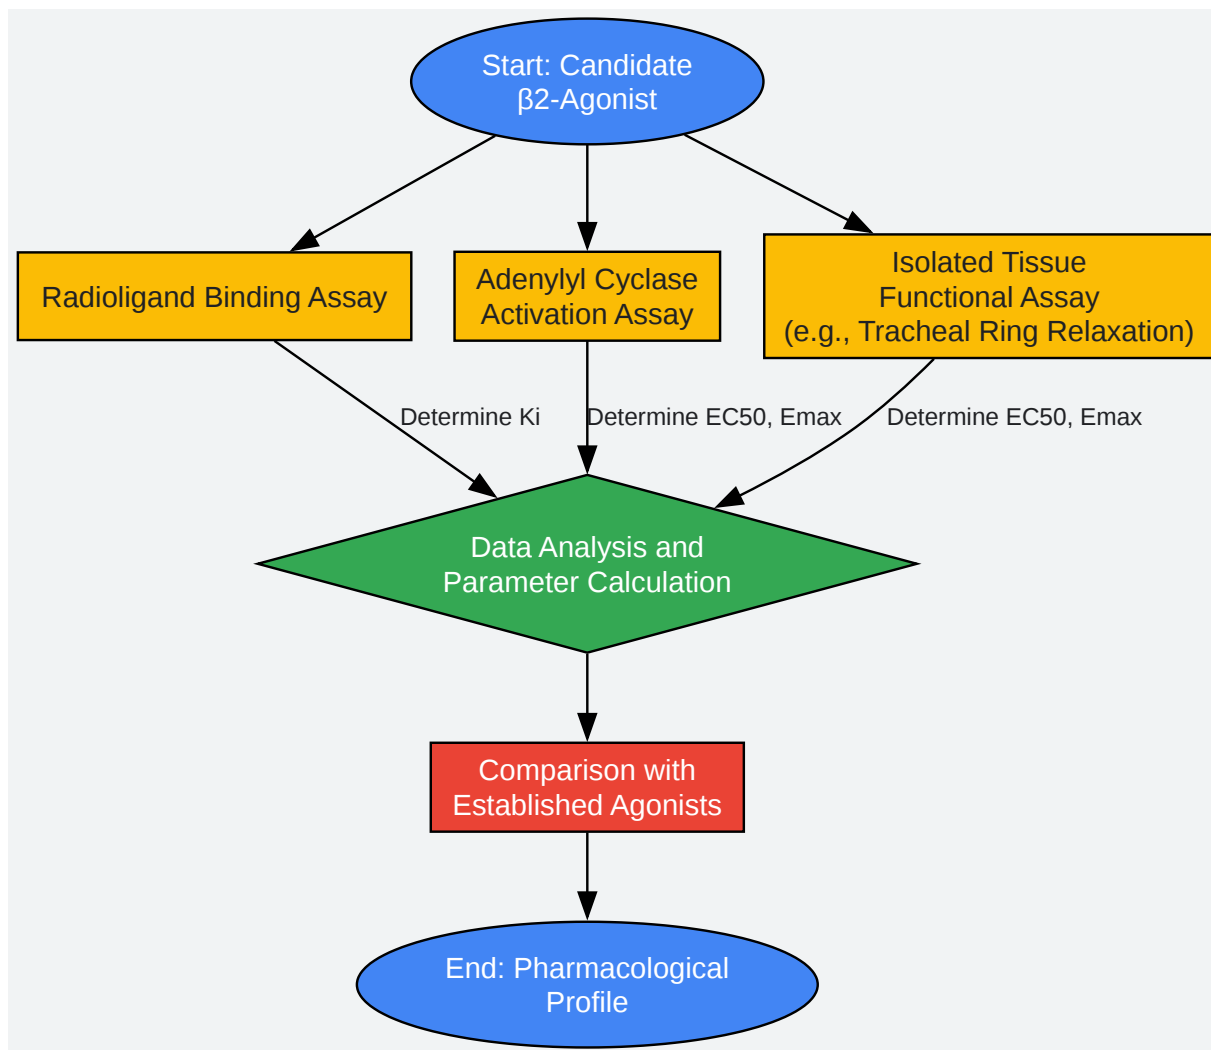 Start: Candidate
β2-Agonist
Radioligand Binding Assay
Adenylyl Cyclase
Activation Assay
Isolated Tissue
Functional Assay
(e.g., Tracheal Ring Relaxation)
Determine Ki
Determine EC50, Emax
Determine EC50, Emax
Data Analysis and
Parameter Calculation
Comparison with
Established Agonists
End: Pharmacological
Profile